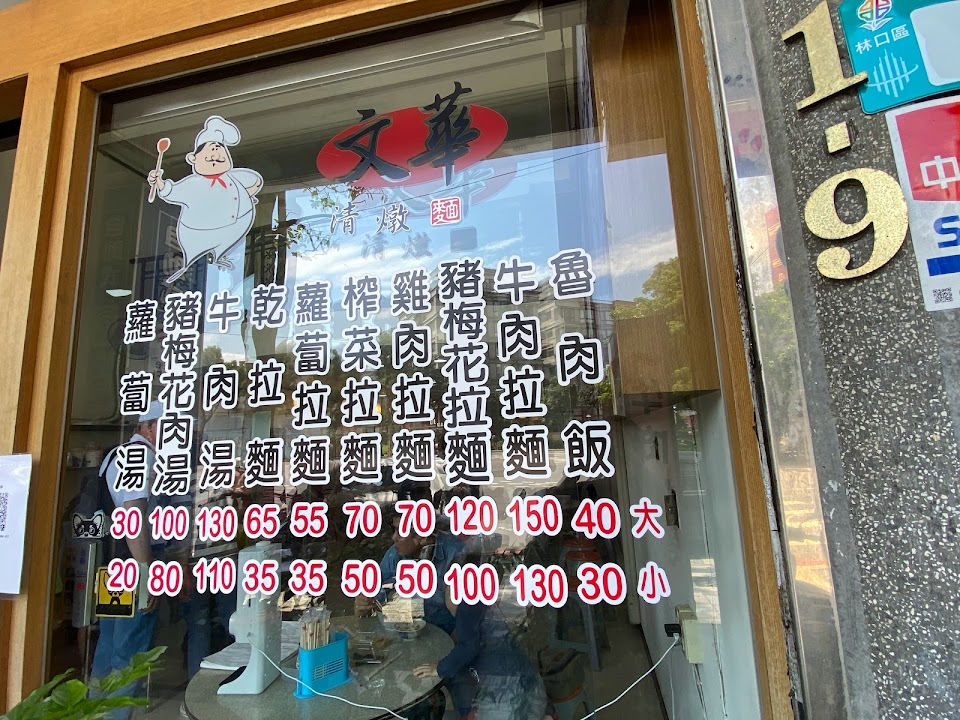 文華
清燉麵
魯肉飯 40 30
牛肉拉麵 150 130
豬梅花拉麵 120 100
雞肉拉麵 70 50
榨菜拉麵 70 50
蘿蔔拉麵 55 35
乾拉麵 65 35
牛肉湯 130 110
豬梅花肉湯 100 80
蘿蔔湯 30 20
大
小
林口區
1.9
中